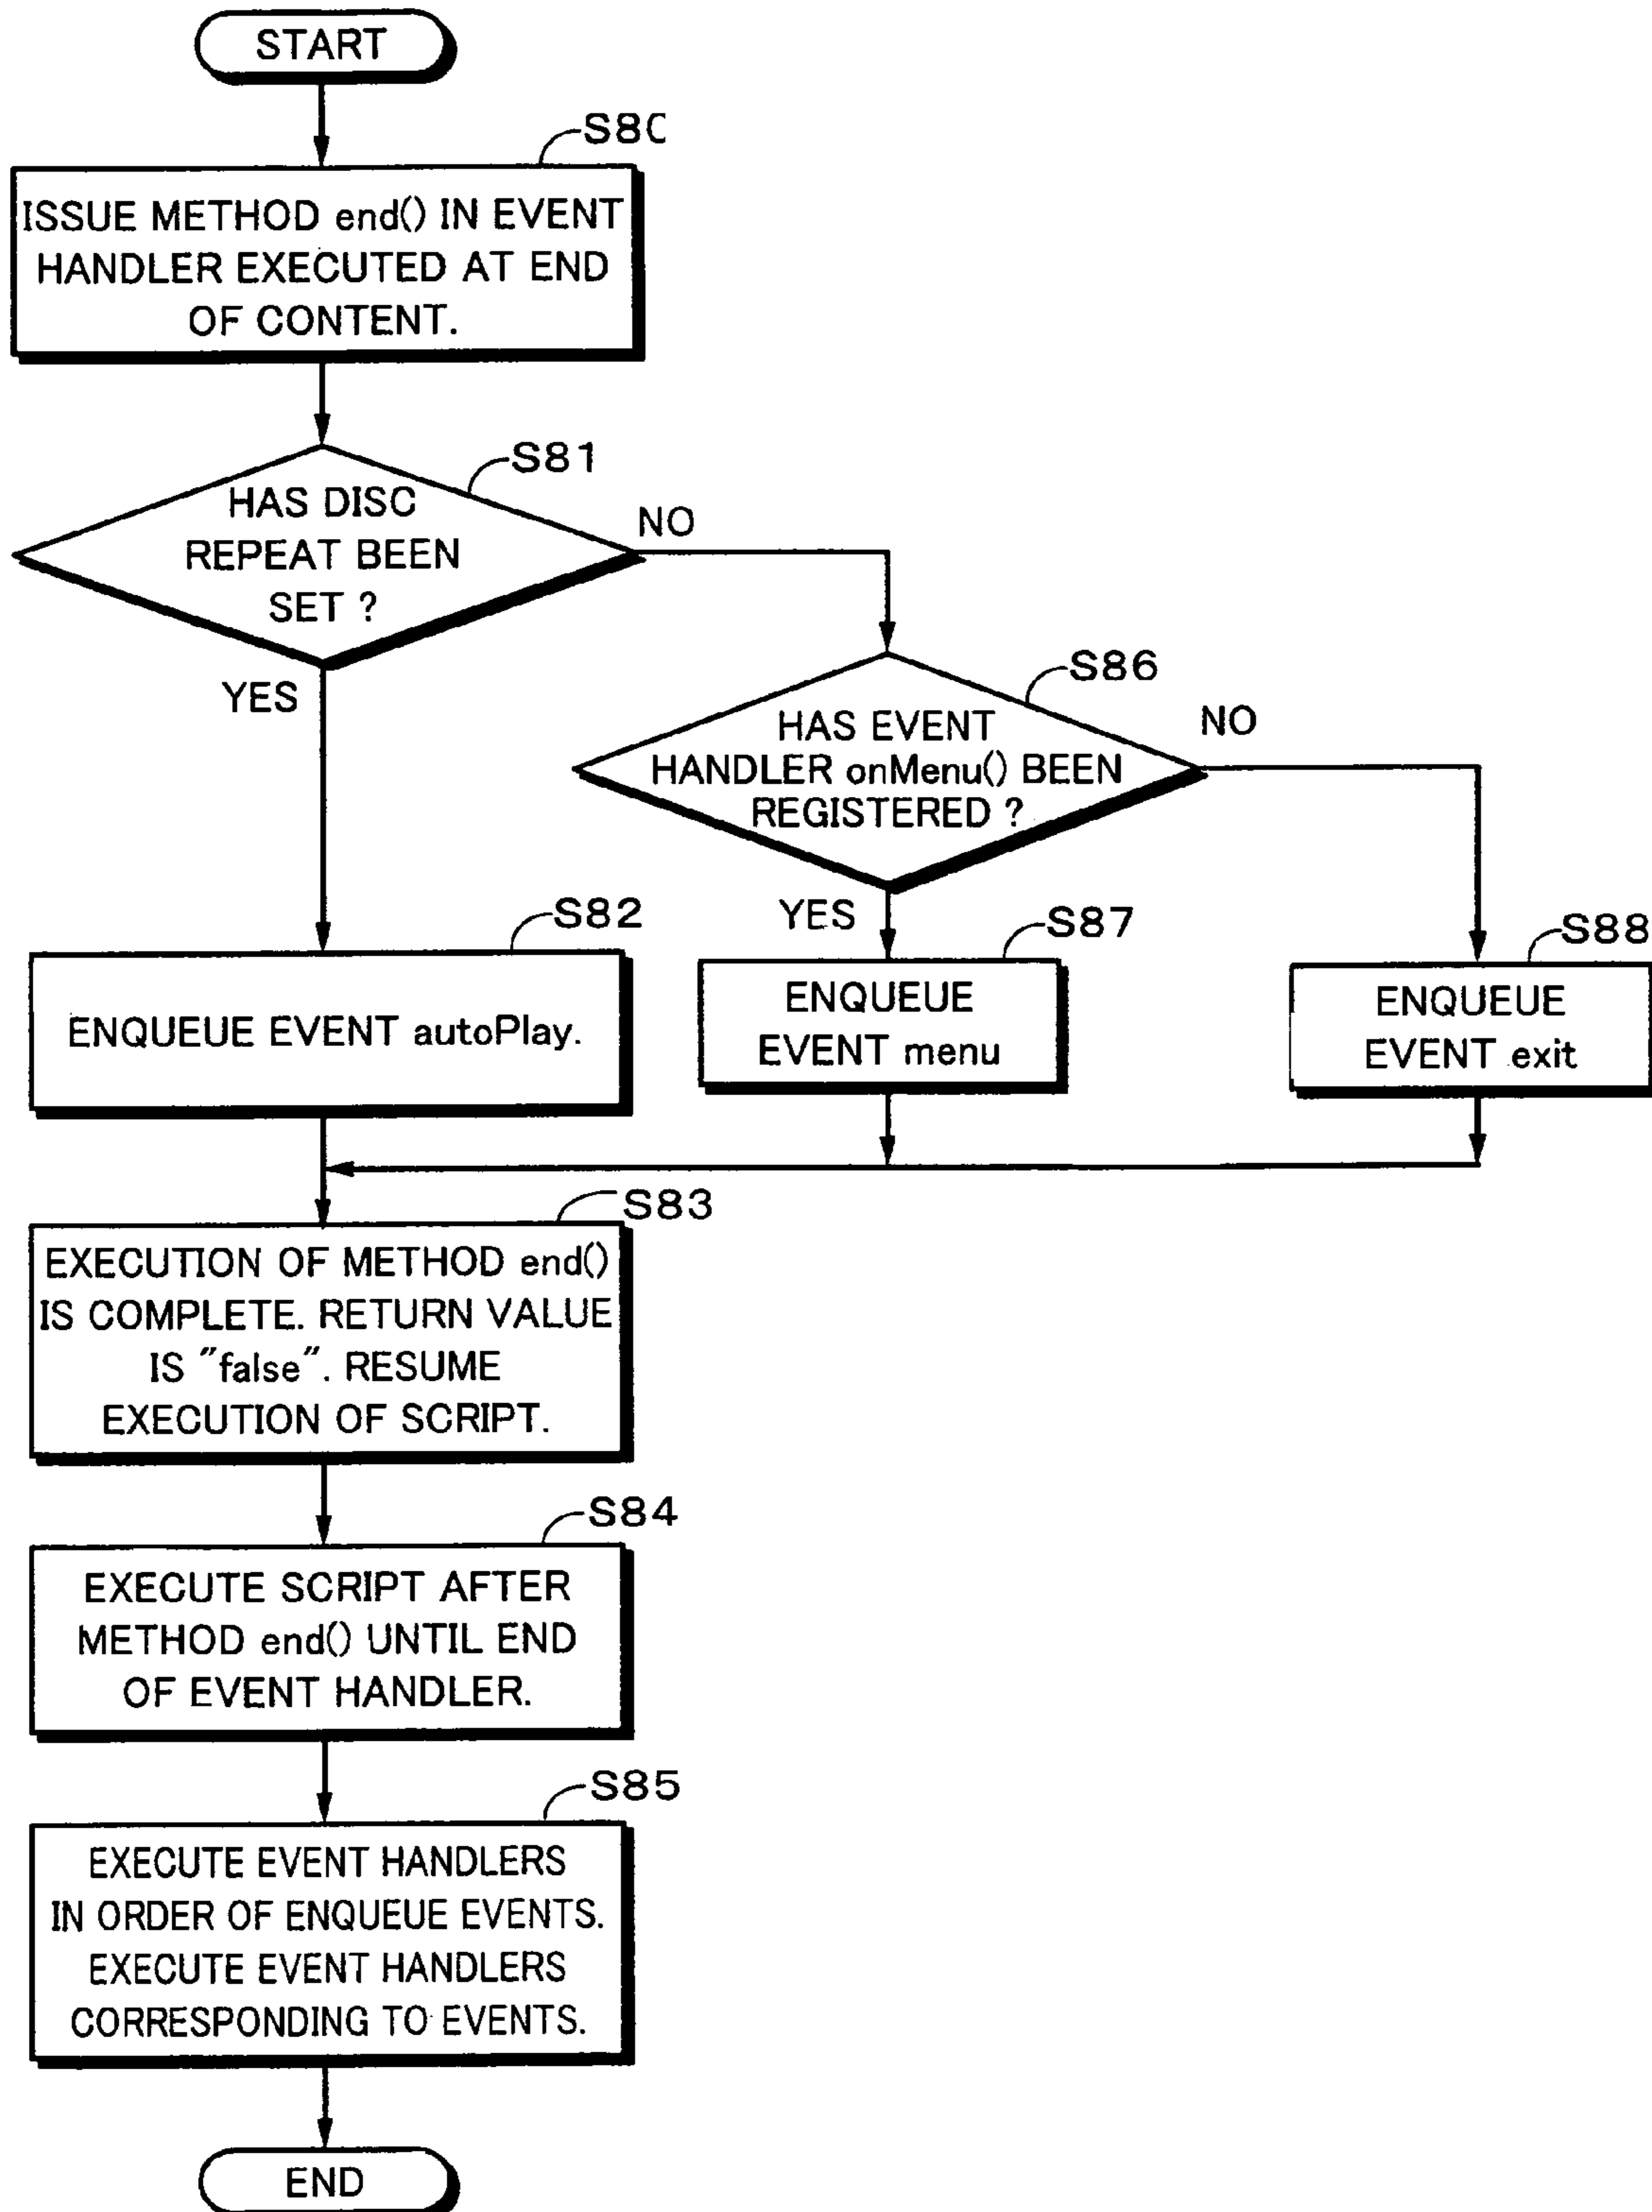 START
S80
ISSUE METHOD end() IN EVENT
HANDLER EXECUTED AT END
OF CONTENT.
S81
HAS DISC
REPEAT BEEN
SET ?
NO
YES
S86
HAS EVENT
HANDLER onMenu() BEEN
REGISTERED ?
NO
YES
S82
ENQUEUE EVENT autoPlay.
S87
ENQUEUE
EVENT menu
S88
ENQUEUE
EVENT exit
S83
EXECUTION OF METHOD end()
IS COMPLETE. RETURN VALUE
IS "false". RESUME
EXECUTION OF SCRIPT.
S84
EXECUTE SCRIPT AFTER
METHOD end() UNTIL END
OF EVENT HANDLER.
S85
EXECUTE EVENT HANDLERS
IN ORDER OF ENQUEUE EVENTS.
EXECUTE EVENT HANDLERS
CORRESPONDING TO EVENTS.
END